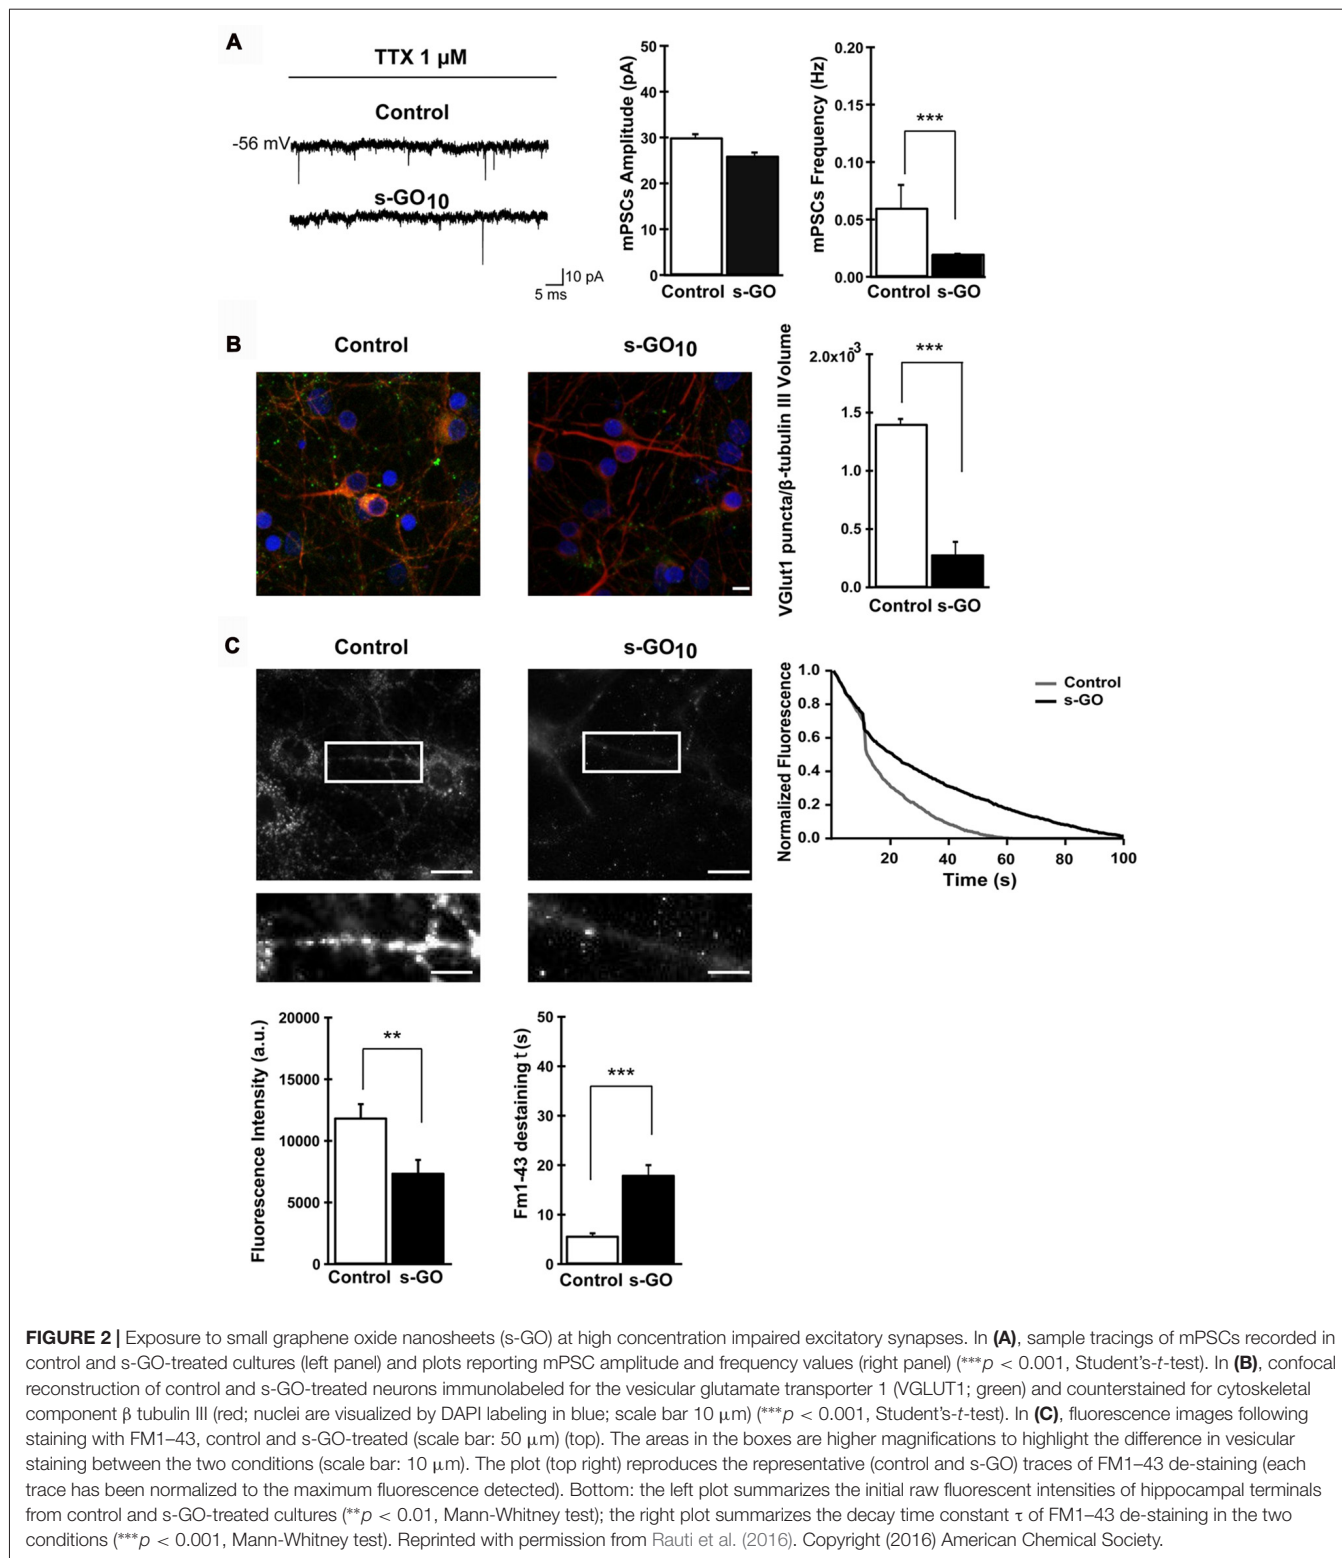 A
TTX 1 µM
Control
-56 mV
s-GO10
10 pA
5 ms
mPSCs Amplitude (pA)
50
40
30
20
10
0
Control s-GO
mPSCs Frequency (Hz)
0.20
0.15
0.10
0.05
0.00
***
Control s-GO
B
Control
s-GO10
VGlut1 puncta/β-tubulin III Volume
2.0x10-3
1.5
1.0
0.5
0.0
***
Control s-GO
C
Control
s-GO10
Normalized Fluorescence
1.0
0.8
0.6
0.4
0.2
0.0
Control
s-GO
20 40 60 80 100
Time (s)
Fluorescence Intensity (a.u.)
20000
15000
10000
5000
0
**
Control s-GO
Fm1-43 destaining τ (s)
50
40
30
20
10
0
***
Control s-GO
FIGURE 2 | Exposure to small graphene oxide nanosheets (s-GO) at high concentration impaired excitatory synapses. In (A), sample tracings of mPSCs recorded in
control and s-GO-treated cultures (left panel) and plots reporting mPSC amplitude and frequency values (right panel) (***p < 0.001, Student's-t-test). In (B), confocal
reconstruction of control and s-GO-treated neurons immunolabeled for the vesicular glutamate transporter 1 (VGLUT1; green) and counterstained for cytoskeletal
component β tubulin III (red; nuclei are visualized by DAPI labeling in blue; scale bar 10 µm) (***p < 0.001, Student's-t-test). In (C), fluorescence images following
staining with FM1–43, control and s-GO-treated (scale bar: 50 µm) (top). The areas in the boxes are higher magnifications to highlight the difference in vesicular
staining between the two conditions (scale bar: 10 µm). The plot (top right) reproduces the representative (control and s-GO) traces of FM1–43 de-staining (each
trace has been normalized to the maximum fluorescence detected). Bottom: the left plot summarizes the initial raw fluorescent intensities of hippocampal terminals
from control and s-GO-treated cultures (**p < 0.01, Mann-Whitney test); the right plot summarizes the decay time constant τ of FM1–43 de-staining in the two
conditions (***p < 0.001, Mann-Whitney test). Reprinted with permission from Rauti et al. (2016). Copyright (2016) American Chemical Society.